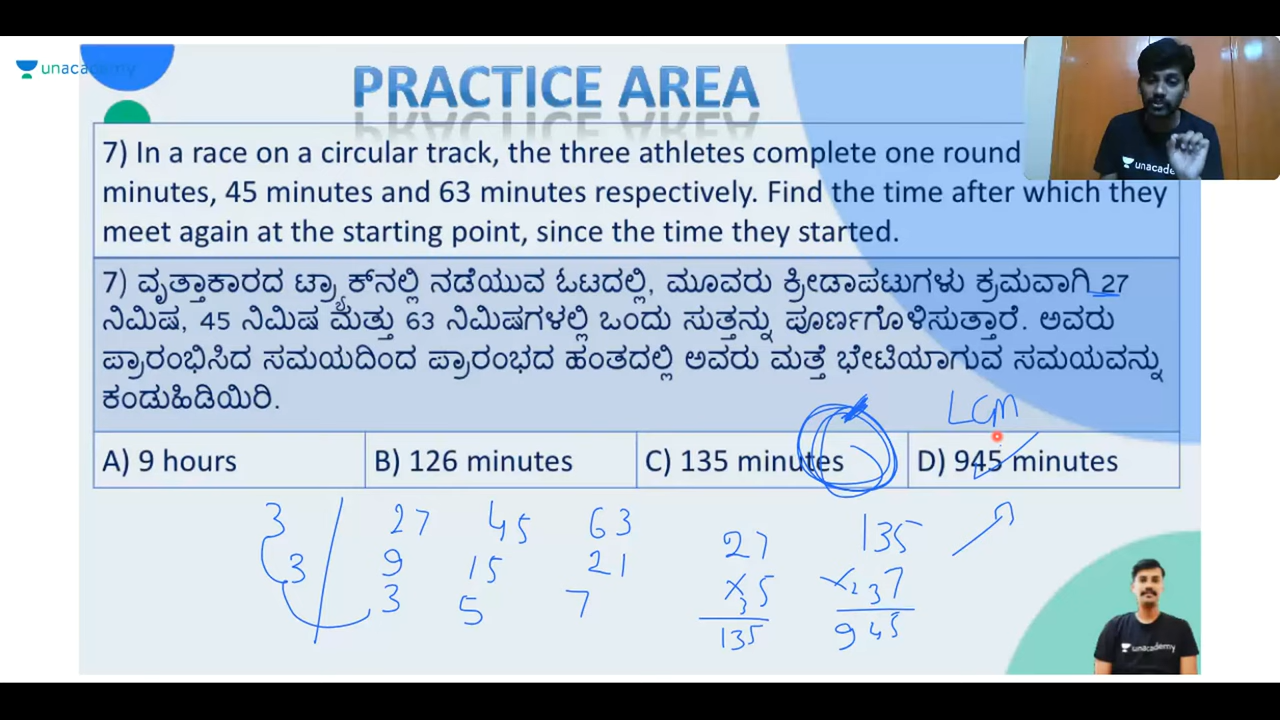 unacademy
PRACTICE AREA
7) In a race on a circular track, the three athletes complete one round
minutes, 45 minutes and 63 minutes respectively. Find the time after which they
meet again at the starting point, since the time they started.
7) ವೃತ್ತಾಕಾರದ ಟ್ರ್ಯಾಕ್‌ನಲ್ಲಿ ನಡೆಯುವ ಓಟದಲ್ಲಿ, ಮೂವರು ಕ್ರೀಡಾಪಟುಗಳು ಕ್ರಮವಾಗಿ 27
ನಿಮಿಷ, 45 ನಿಮಿಷ ಮತ್ತು 63 ನಿಮಿಷಗಳಲ್ಲಿ ಒಂದು ಸುತ್ತನ್ನು ಪೂರ್ಣಗೊಳಿಸುತ್ತಾರೆ. ಅವರು
ಪ್ರಾರಂಭಿಸಿದ ಸಮಯದಿಂದ ಪ್ರಾರಂಭದ ಹಂತದಲ್ಲಿ ಅವರು ಮತ್ತೆ ಭೇಟಿಯಾಗುವ ಸಮಯವನ್ನು
ಕಂಡುಹಿಡಿಯಿರಿ.
LCM
A) 9 hours B) 126 minutes C) 135 minutes D) 945 minutes
3 27 45 63 27 135
3 9 15 21 x 35 x 237
3 5 7 135 945
unacade
unacademy